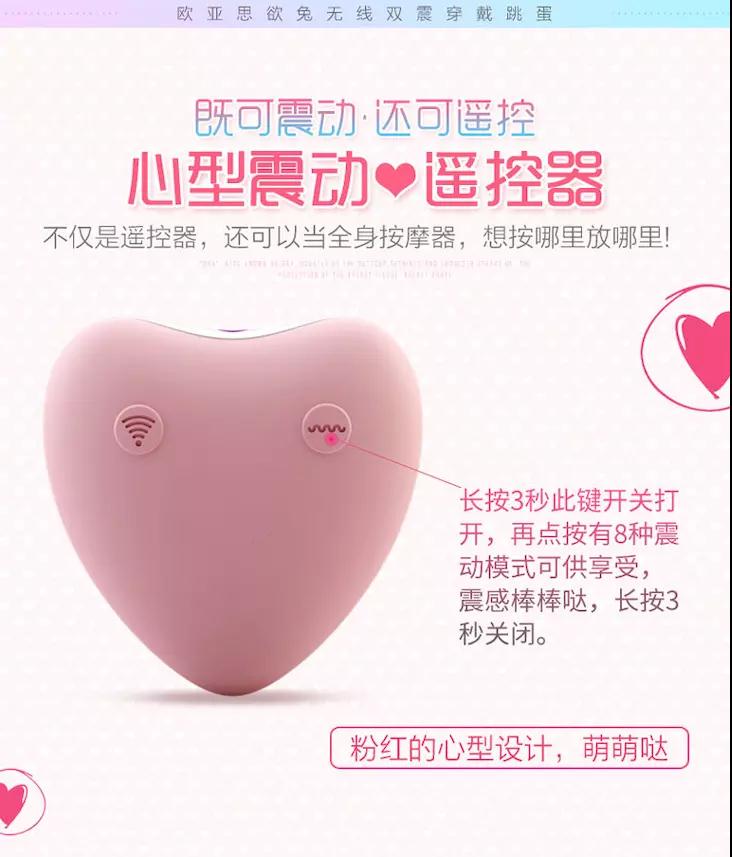 欧亚思欲兔无线双震穿戴跳蛋
既可震动·还可遥控
心型震动❤遥控器
不仅是遥控器，还可以当全身按摩器，想按哪里放哪里!
长按3秒此键开关打
开，再点按有8种震
动模式可供享受，
震感棒棒哒，长按3
秒关闭。
粉红的心型设计，萌萌哒